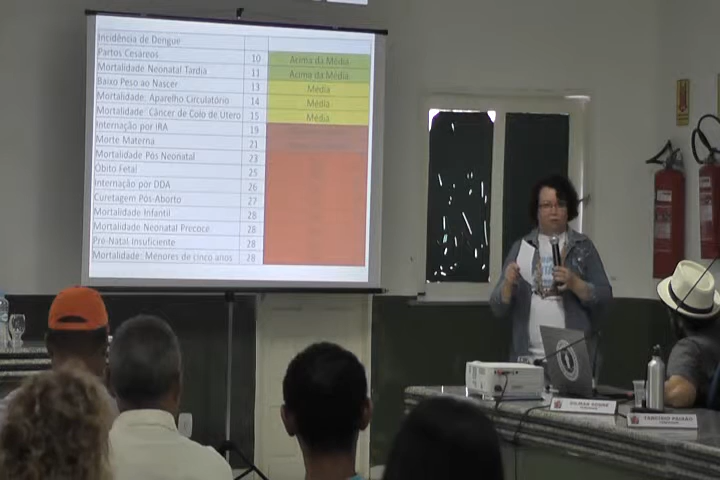 Incidência de Dengue
Partos Cesáreos 10 Acima da Média
Mortalidade Neonatal Tardia 11 Acima da Média
Baixo Peso ao Nascer 13 Média
Mortalidade: Aparelho Circulatório 14 Média
Mortalidade: Câncer de Colo de Utero 15 Média
Internação por IRA 19
Morte Materna 21
Mortalidade Pós Neonatal 23
Óbito Fetal 25
Internação por DDA 26
Curetagem Pós-Aborto 27
Mortalidade Infantil 28
Mortalidade Neonatal Precoce 28
Pré-Natal Insuficiente 28
Mortalidade: Menores de cinco anos 28